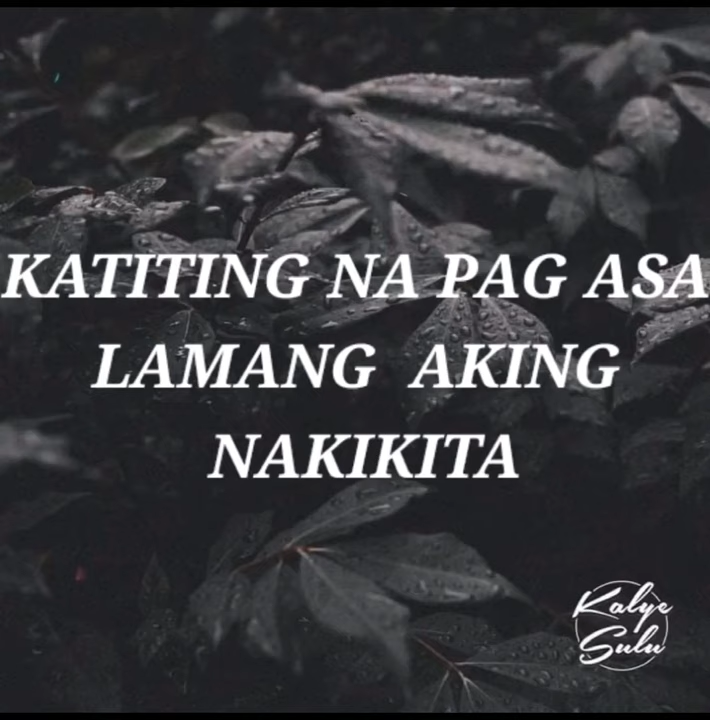 KATITING NA PAG ASA
LAMANG AKING
NAKIKITA
Kalye
Sulu